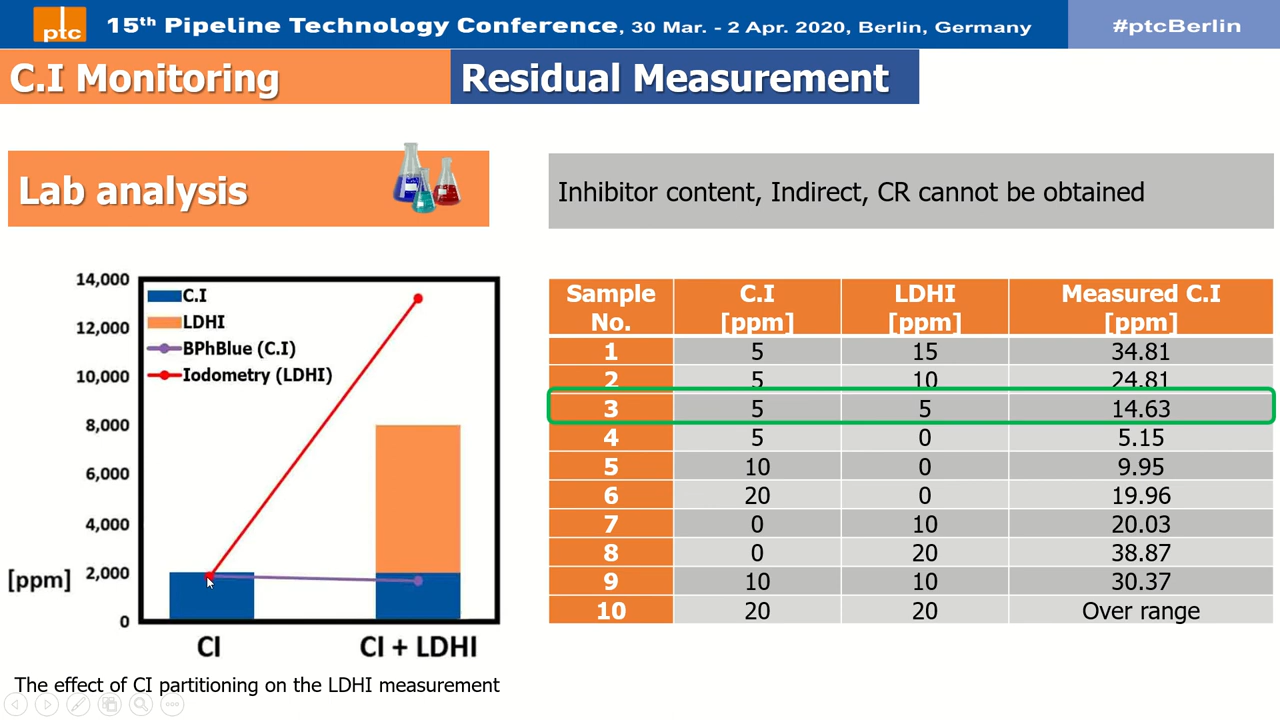 ptc
15th Pipeline Technology Conference, 30 Mar. - 2 Apr. 2020, Berlin, Germany
#ptcBerlin
C.I Monitoring
Residual Measurement
Lab analysis
Inhibitor content, Indirect, CR cannot be obtained
14,000
12,000
10,000
8,000
6,000
4,000
2,000
0
[ppm]
C.I
LDHI
BPhBlue (C.I)
Iodometry (LDHI)
CI
CI + LDHI
The effect of CI partitioning on the LDHI measurement
Sample No. C.I [ppm] LDHI [ppm] Measured C.I [ppm]
1 5 15 34.81
2 5 10 24.81
3 5 5 14.63
4 5 0 5.15
5 10 0 9.95
6 20 0 19.96
7 0 10 20.03
8 0 20 38.87
9 10 10 30.37
10 20 20 Over range